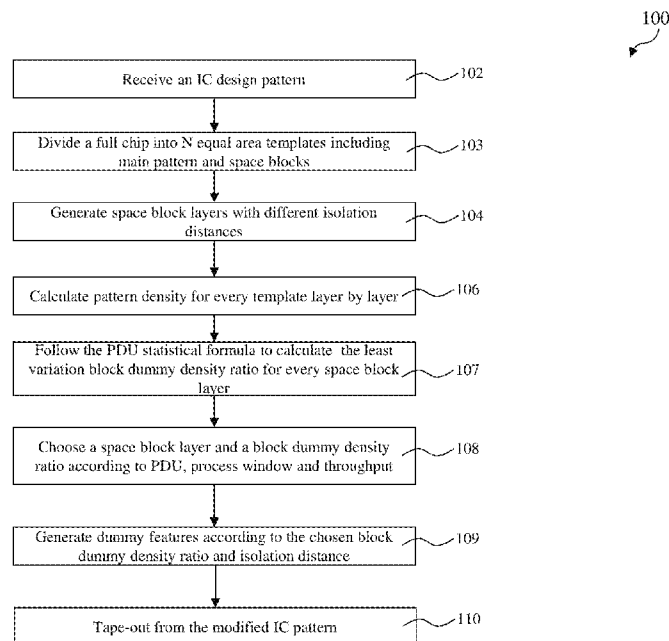 100
Receive an IC design pattern
102
Divide a full chip into N equal area templates including
main pattern and space blocks
103
Generate space block layers with different isolation
distances
104
Calculate pattern density for every template layer by layer
106
Follow the PDU statistical formula to calculate the least
variation block dummy density ratio for every space block
layer
107
Choose a space block layer and a block dummy density
ratio according to PDU, process window and throughput
108
Generate dummy features according to the chosen block
dummy density ratio and isolation distance
109
Tape-out from the modified IC pattern
110